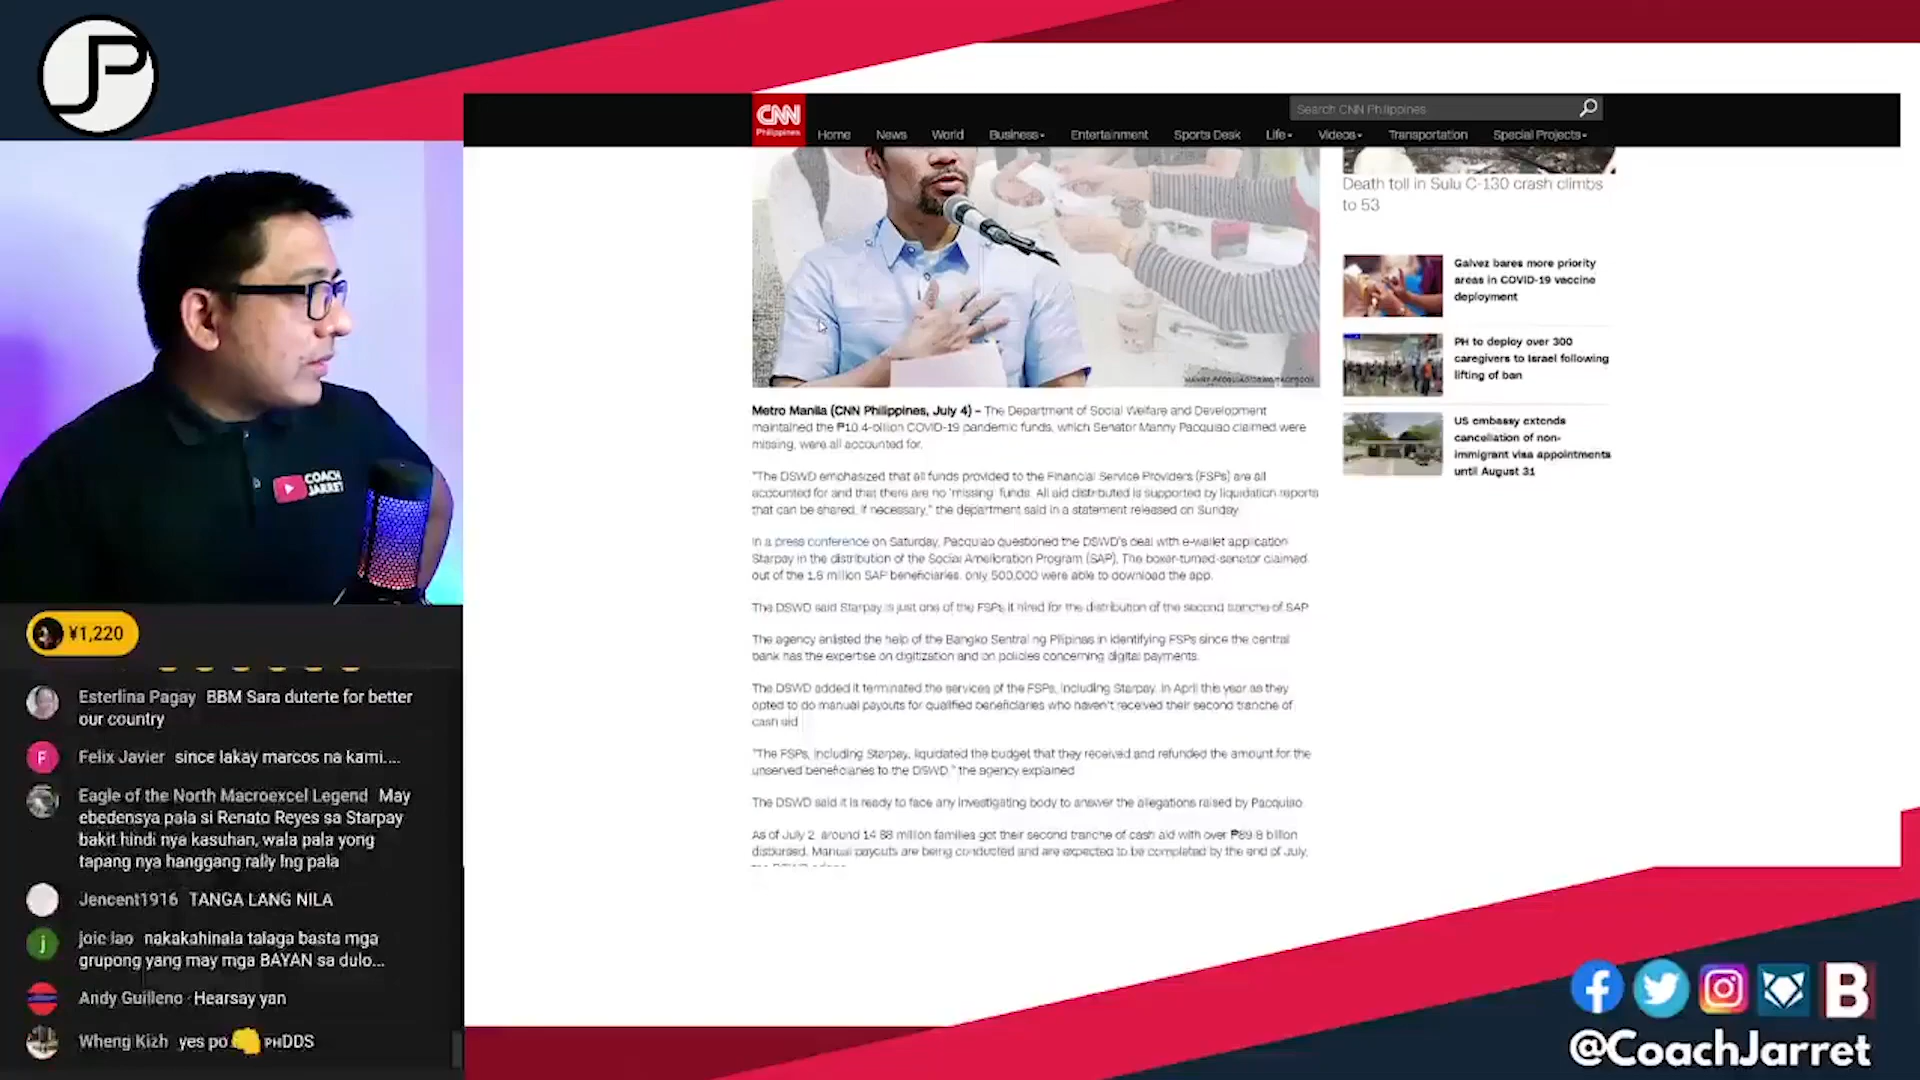 JP
CNN
Philippines
Search CNN Philippines
Home News World Business Entertainment Sports Desk Life Videos Transportation Special Projects
Death toll in Sulu C-130 crash climbs
to 53
Galvez bares more priority
areas in COVID-19 vaccine
deployment
PH to deploy over 300
caregivers to Israel following
lifting of ban
US embassy extends
cancellation of non-
immigrant visa appointments
until August 31
Metro Manila (CNN Philippines, July 4) – The Department of Social Welfare and Development
maintained the ₱10.4-billion COVID-19 pandemic funds, which Senator Manny Pacquiao claimed were
missing, were all accounted for.
"The DSWD emphasized that all funds provided to the Financial Service Providers (FSPs) are all
accounted for and that there are no 'missing' funds. All aid distributed is supported by liquidation reports
that can be shared, if necessary," the department said in a statement released on Sunday
In a press conference on Saturday, Pacquiao questioned the DSWD's deal with e-wallet application
Starpay in the distribution of the Social Amelioration Program (SAP). The boxer-turned-senator claimed
out of the 1.8 million SAP beneficiaries, only 500,000 were able to download the app.
The DSWD said Starpay is just one of the FSPs it hired for the distribution of the second tranche of SAP
The agency enlisted the help of the Bangko Sentral ng Pilipinas in identifying FSPs since the central
bank has the expertise on digitization and on policies concerning digital payments.
The DSWD added it terminated the services of the FSPs, including Starpay, in April this year as they
opted to do manual payouts for qualified beneficiaries who haven't received their second tranche of
cash aid
"The FSPs, including Starpay, liquidated the budget that they received and refunded the amount for the
unserved beneficiaries to the DSWD," the agency explained
The DSWD said it is ready to face any investigating body to answer the allegations raised by Pacquiao
As of July 2, around 14.68 million families got their second tranche of cash aid with over ₱89.8 billion
disbursed. Manual payouts are being conducted and are expected to be completed by the end of July,
COACH
JARRET
¥1,220
Esterlina Pagay BBM Sara duterte for better
our country
F Felix Javier since lakay marcos na kami....
Eagle of the North Macroexcel Legend May
ebedensya pala si Renato Reyes sa Starpay
bakit hindi nya kasuhan, wala pala yong
tapang nya hanggang rally lng pala
Jencent1916 TANGA LANG NILA
j joie lao nakakahinala talaga basta mga
grupong yang may mga BAYAN sa dulo...
Andy Guilleno Hearsay yan
Wheng Kizh yes po PHDDS
B
@CoachJarret